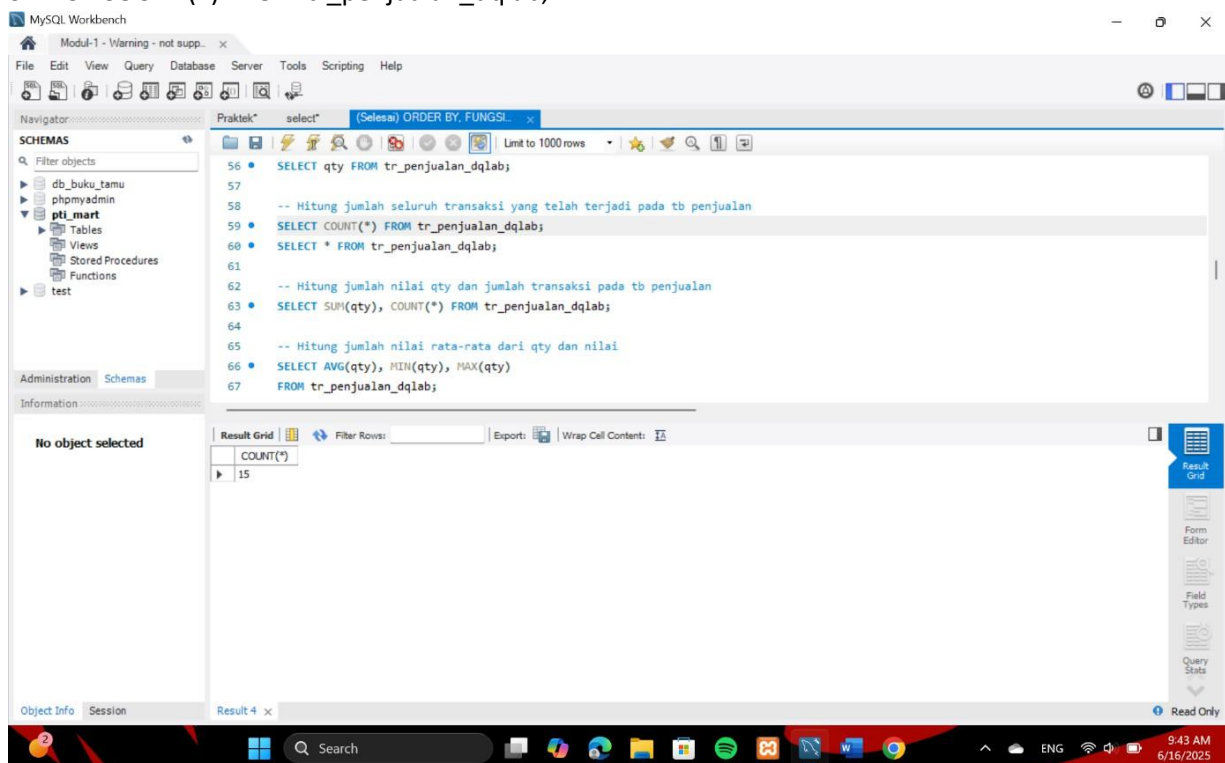 MySQL Workbench
Modul-1 - Warning - not supp...
File Edit View Query Database Server Tools Scripting Help
Navigator
Praktek* select* (Selesai) ORDER BY, FUNGSI...
SCHEMAS
Limit to 1000 rows
Filter objects
db_buku_tamu
phpmyadmin
pti_mart
Tables
Views
Stored Procedures
Functions
test
56 SELECT qty FROM tr_penjualan_dqlab;
57
58 -- Hitung jumlah seluruh transaksi yang telah terjadi pada tb penjualan
59 SELECT COUNT(*) FROM tr_penjualan_dqlab;
60 SELECT * FROM tr_penjualan_dqlab;
61
62 -- Hitung jumlah nilai qty dan jumlah transaksi pada tb penjualan
63 SELECT SUM(qty), COUNT(*) FROM tr_penjualan_dqlab;
64
65 -- Hitung jumlah nilai rata-rata dari qty dan nilai
66 SELECT AVG(qty), MIN(qty), MAX(qty)
67 FROM tr_penjualan_dqlab;
Administration Schemas
Information
No object selected
Result Grid Filter Rows: Export: Wrap Cell Content:
COUNT(*)
15
Result Grid
Form Editor
Field Types
Query Stats
Object Info Session
Result 4
Read Only
2
Search
ENG
9:43 AM
6/16/2025